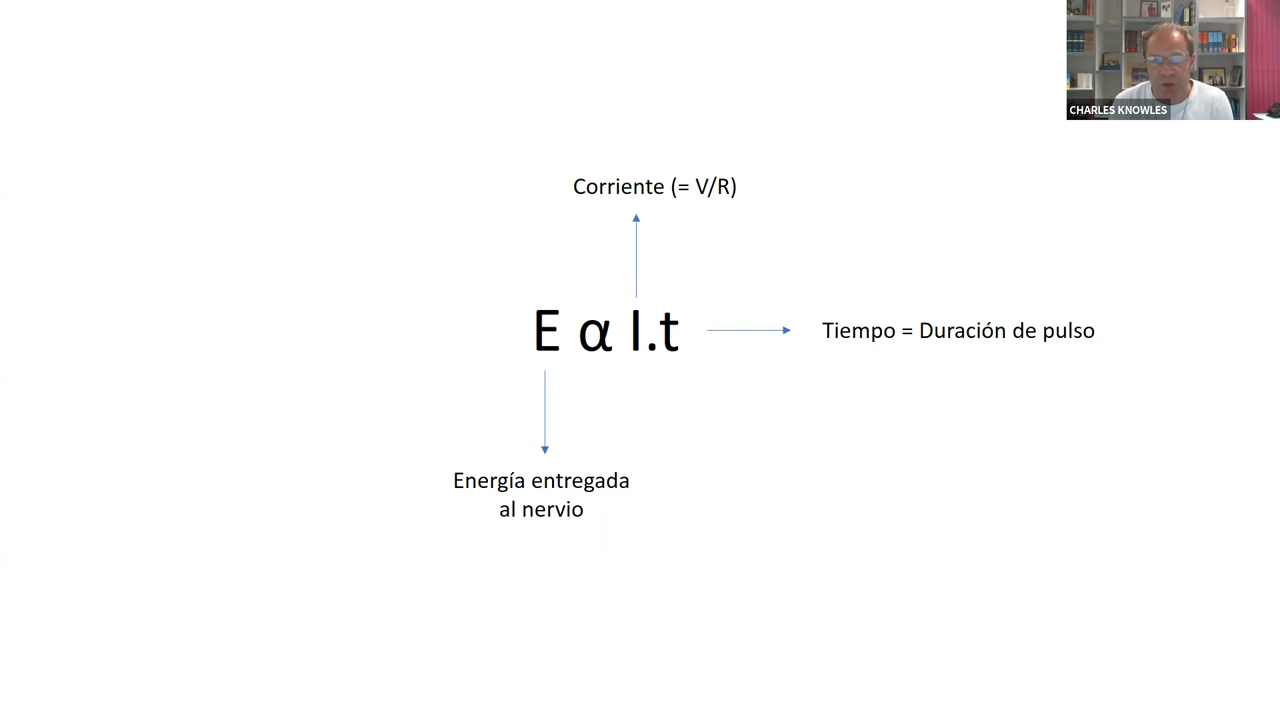 CHARLES KNOWLES
Corriente (= V/R)
E α I.t
Tiempo = Duración de pulso
Energía entregada
al nervio